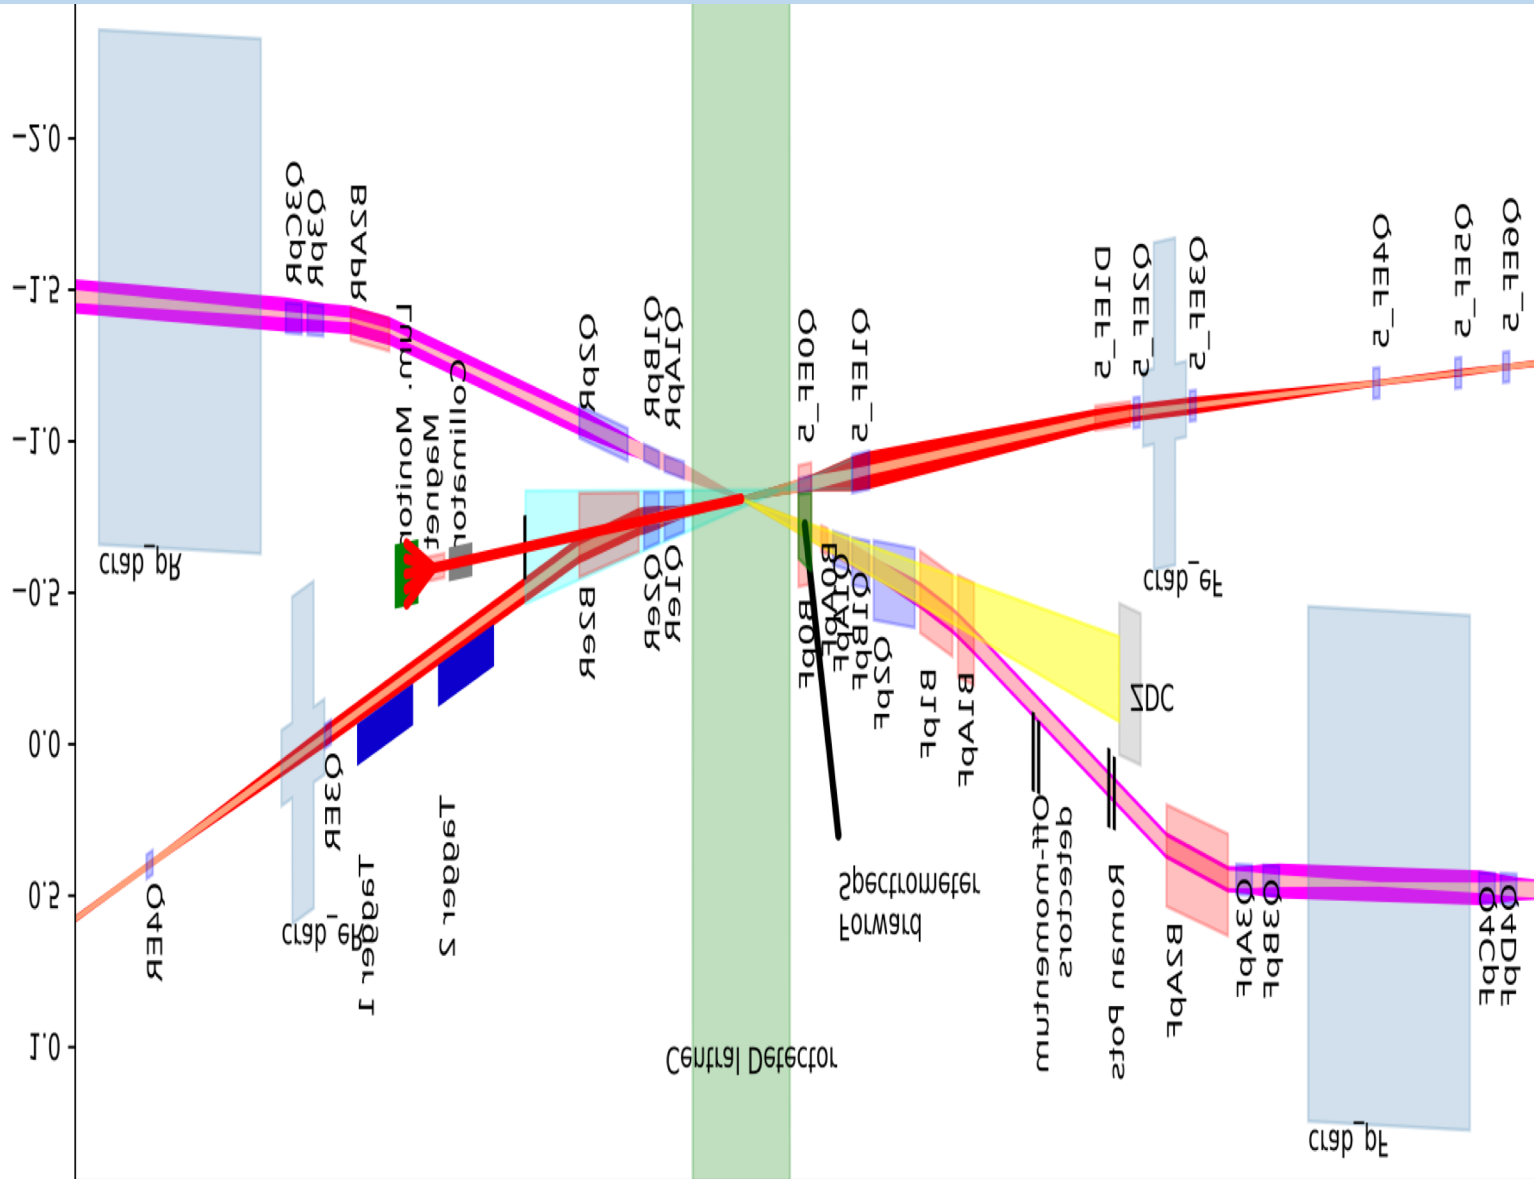 −2.0
−1.5
−1.0
−0.5
0.0
0.5
1.0
crab_pR
Q3CpR
Q3pR
B2ApR
Lum. Monitor
Magnet
Collimator
Q2pR
Q1BpR
Q1ApR
Q0EF_5
Q1EF_5
D1EF_5
Q2EF_5
Q3EF_5
Q4EF_5
Q5EF_5
Q6EF_5
crab_eF
B2eR
Q2eR
Q1eR
B0pF
B0ApF
Q1ApF
Q1BpF
Q2pF
B1pF
B1ApF
ZDC
Q3ER
Q4ER
crab_eR
Tagger 1
Tagger 2
Forward
Spectrometer
Off-momentum
detectors
Roman pots
B2ApF
Q3ApF
Q3BpF
Q4CpF
Q4DpF
Central Detector
crab_pF